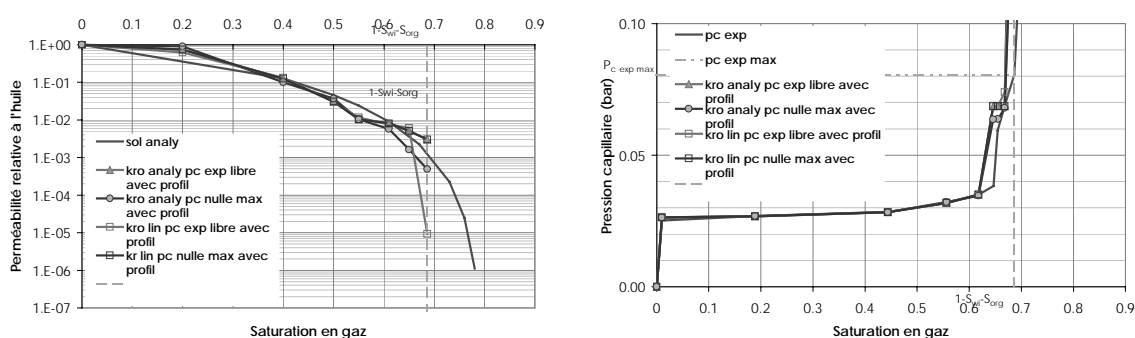 0 0.1 0.2 0.3 0.4 0.5 0.6 0.7 0.8 0.9
1-Swi-Sorg
1.E+00
1.E-01
1.E-02
1.E-03
1.E-04
1.E-05
1.E-06
1.E-07
Perméabilité relative à l'huile
1-Swi-Sorg
sol analy
kro analy pc exp libre
avec profil
kro analy pc nulle max
avec profil
kro lin pc exp libre avec
profil
kr lin pc nulle max avec
profil
Saturation en gaz
0.10
0.05
0.00
Pression capillaire (bar)
Pc exp max
pc exp
pc exp max
kro analy pc exp libre avec
profil
kro analy pc nulle max avec
profil
kro lin pc exp libre avec profil
kro lin pc nulle max avec
profil
1-Swi-Sorg
0 0.1 0.2 0.3 0.4 0.5 0.6 0.7 0.8 0.9
Saturation en gaz